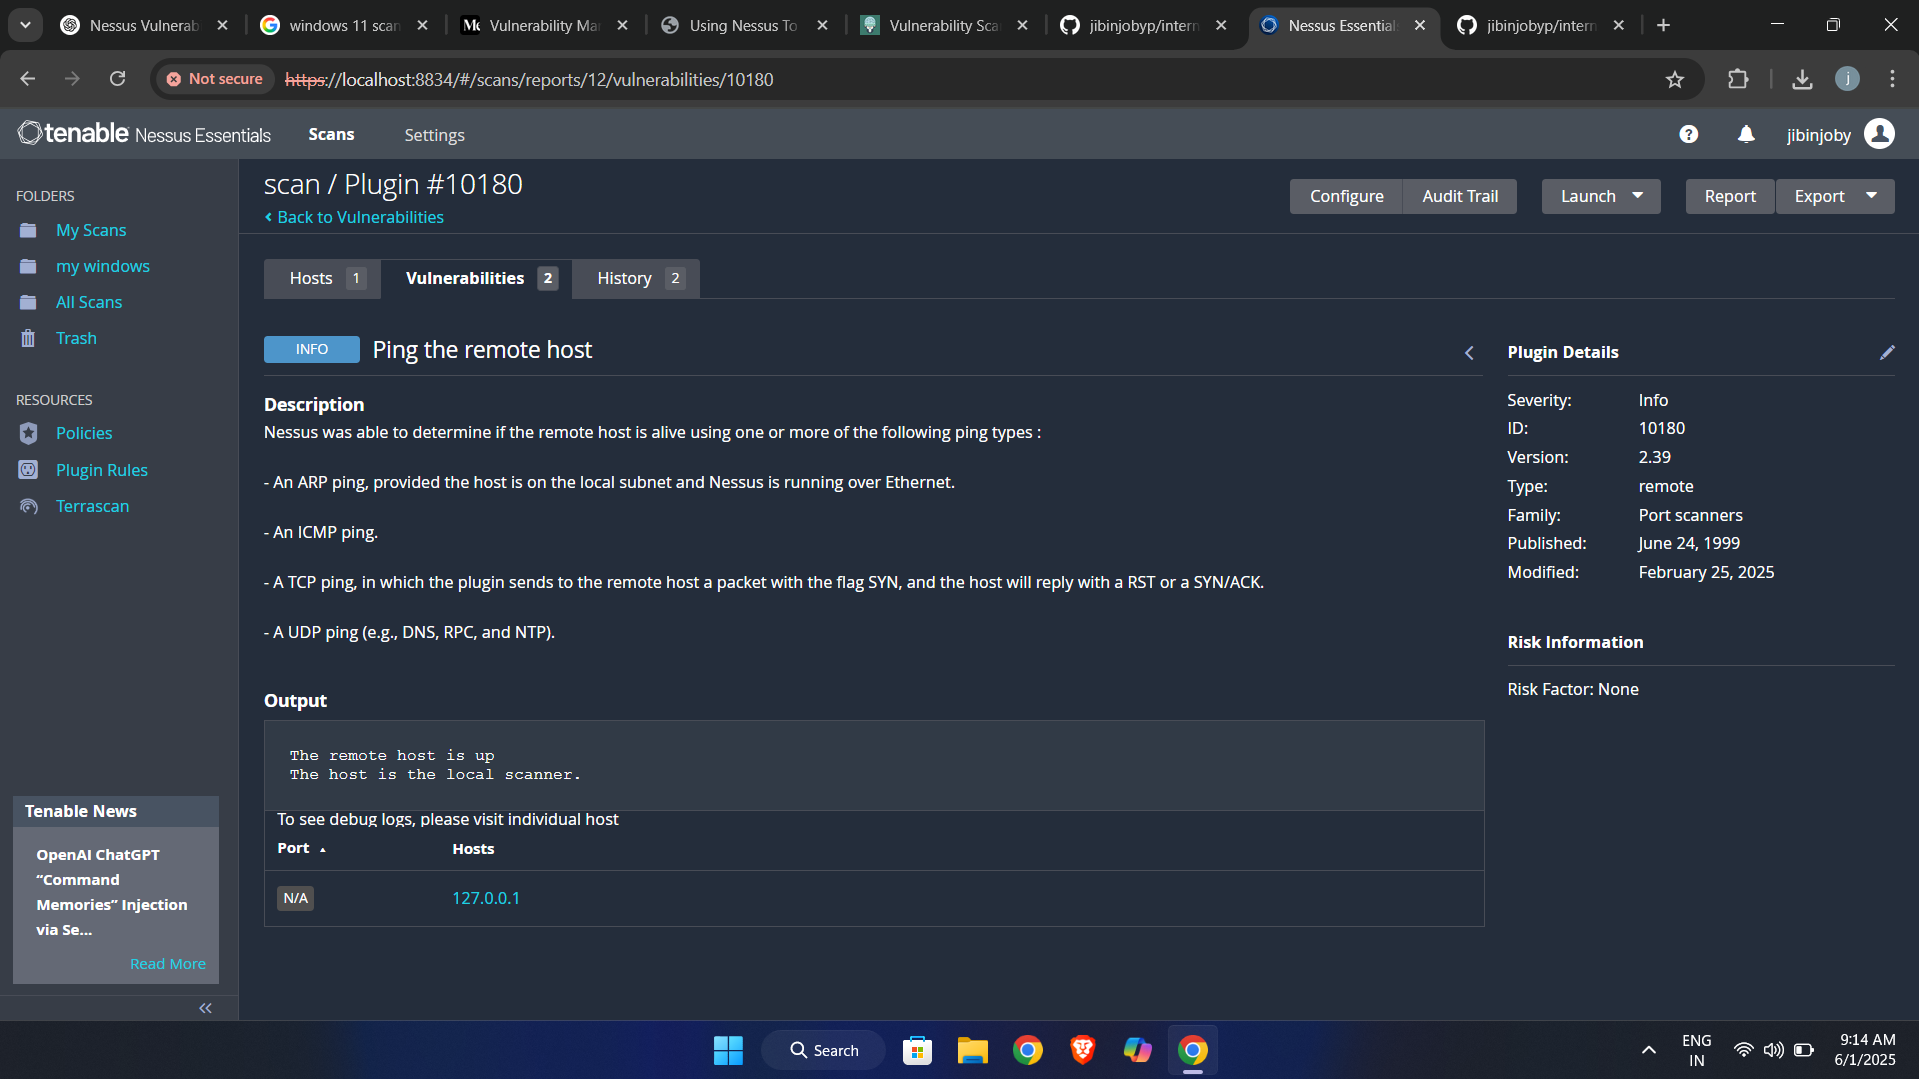 Nessus Vulnerab
windows 11 scan
Vulnerability Ma
Using Nessus To
Vulnerability Sca
jibinjobyp/intern
Nessus Essential
jibinjobyp/intern
Not secure
https://localhost:8834/#/scans/reports/12/vulnerabilities/10180
j
tenable Nessus Essentials
Scans
Settings
?
jibinjoby
FOLDERS
My Scans
my windows
All Scans
Trash
RESOURCES
Policies
Plugin Rules
Terrascan
Tenable News
OpenAI ChatGPT
“Command
Memories” Injection
via Se...
Read More
scan / Plugin #10180
Back to Vulnerabilities
Configure
Audit Trail
Launch
Report
Export
Hosts 1
Vulnerabilities 2
History 2
INFO
Ping the remote host
Description
Nessus was able to determine if the remote host is alive using one or more of the following ping types :
- An ARP ping, provided the host is on the local subnet and Nessus is running over Ethernet.
- An ICMP ping.
- A TCP ping, in which the plugin sends to the remote host a packet with the flag SYN, and the host will reply with a RST or a SYN/ACK.
- A UDP ping (e.g., DNS, RPC, and NTP).
Output
The remote host is up
The host is the local scanner.
To see debug logs, please visit individual host
Port
Hosts
N/A
127.0.0.1
Plugin Details
Severity: Info
ID: 10180
Version: 2.39
Type: remote
Family: Port scanners
Published: June 24, 1999
Modified: February 25, 2025
Risk Information
Risk Factor: None
Search
ENG
IN
9:14 AM
6/1/2025